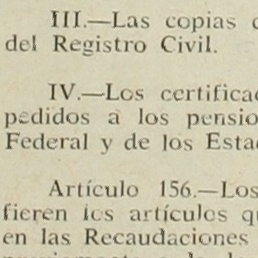 III.—Las copias
del Registro Civil.
IV.—Los certifica
pedidos a los pensio
Federal y de los Esta
Artículo 156.—Los
fieren los artículos q
en las Recaudaciones